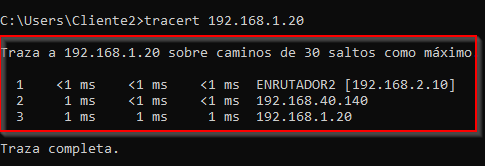 C:\Users\Cliente2>tracert 192.168.1.20
Traza a 192.168.1.20 sobre caminos de 30 saltos como máximo
1 <1 ms <1 ms <1 ms ENRUTADOR2 [192.168.2.10]
2 1 ms <1 ms <1 ms 192.168.40.140
3 1 ms 1 ms 1 ms 192.168.1.20
Traza completa.